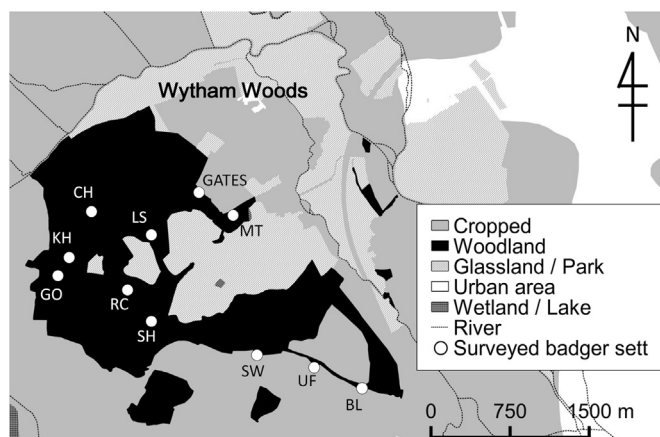 N
Wytham Woods
GATES
CH
MT
LS
KH
GO
RC
SH
SW
UF
BL
Cropped
Woodland
Glassland / Park
Urban area
Wetland / Lake
River
Surveyed badger sett
0 750 1500 m